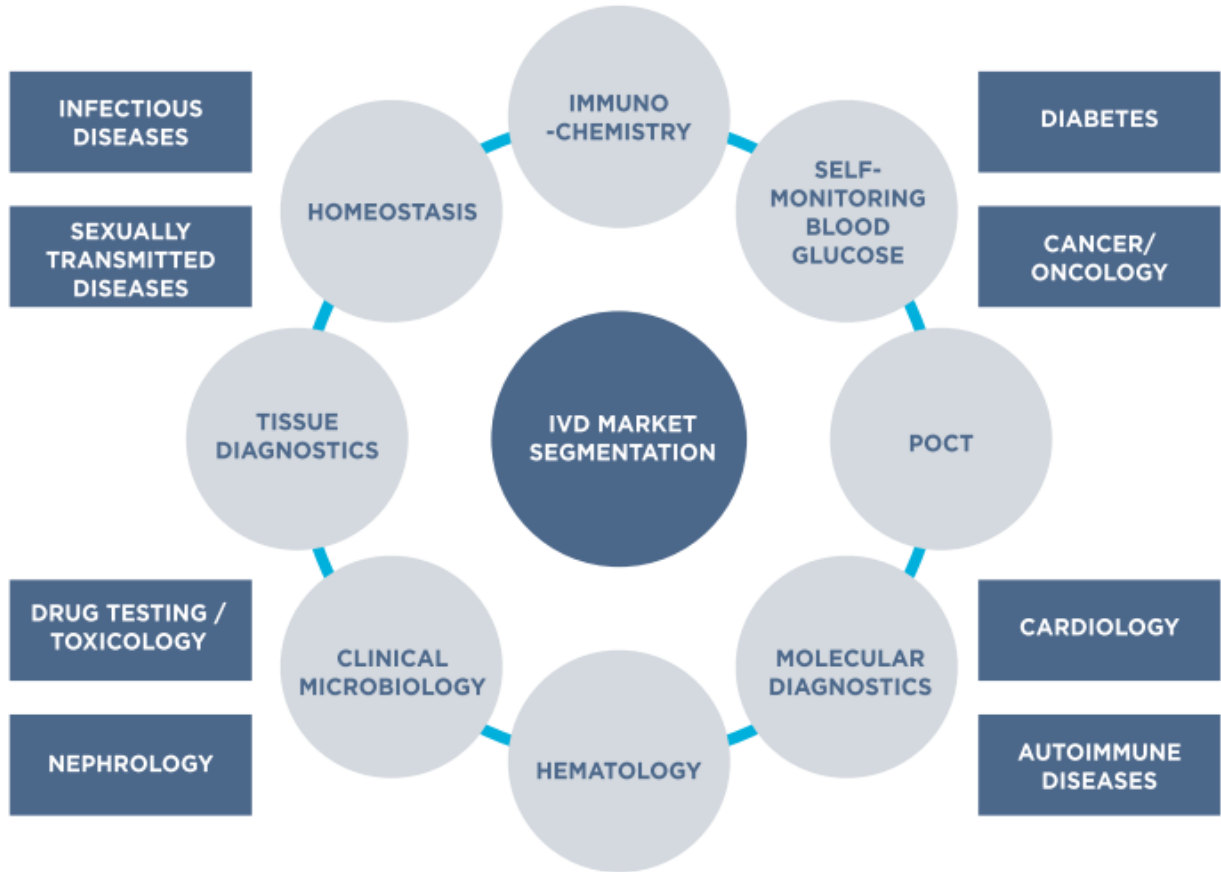 INFECTIOUS
DISEASES
SEXUALLY
TRANSMITTED
DISEASES
IMMUNO
-CHEMISTRY
HOMEOSTASIS
SELF-
MONITORING
BLOOD
GLUCOSE
DIABETES
CANCER/
ONCOLOGY
TISSUE
DIAGNOSTICS
IVD MARKET
SEGMENTATION
POCT
DRUG TESTING /
TOXICOLOGY
NEPHROLOGY
CLINICAL
MICROBIOLOGY
HEMATOLOGY
MOLECULAR
DIAGNOSTICS
CARDIOLOGY
AUTOIMMUNE
DISEASES